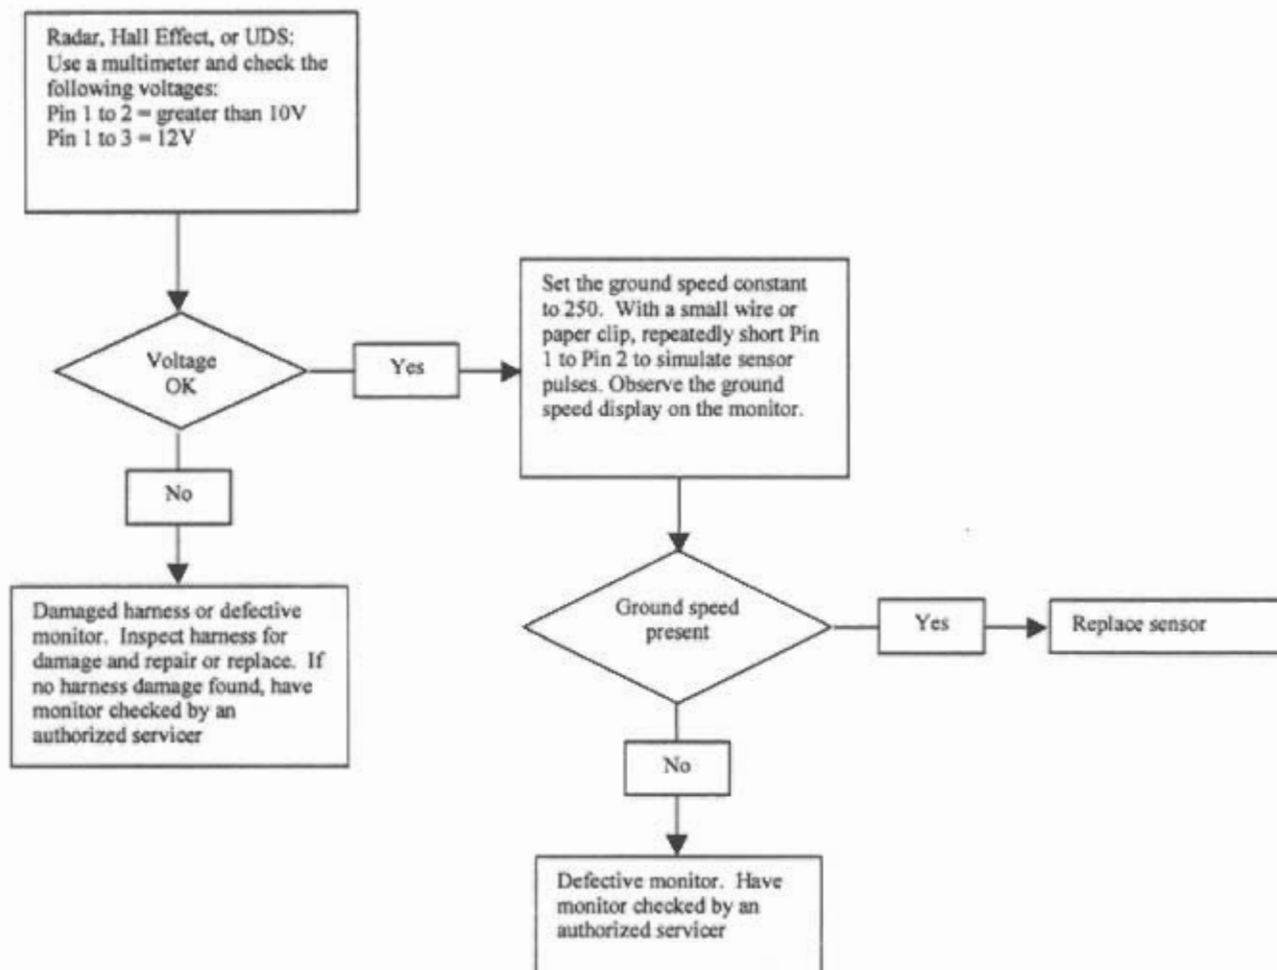 Radar, Hall Effect, or UDS:
Use a multimeter and check the
following voltages:
Pin 1 to 2 = greater than 10V
Pin 1 to 3 = 12V
Voltage
OK
Yes
Set the ground speed constant
to 250. With a small wire or
paper clip, repeatedly short Pin
1 to Pin 2 to simulate sensor
pulses. Observe the ground
speed display on the monitor.
No
Damaged harness or defective
monitor. Inspect harness for
damage and repair or replace. If
no harness damage found, have
monitor checked by an
authorized servicer
Ground speed
present
Yes
Replace sensor
No
Defective monitor. Have
monitor checked by an
authorized servicer